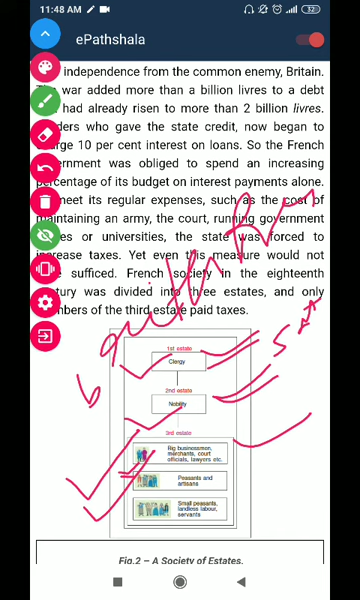 11:48 AM
32
ePathshala
independence from the common enemy, Britain.
war added more than a billion livres to a debt
had already risen to more than 2 billion livres.
who gave the state credit, now began to
10 per cent interest on loans. So the French
was obliged to spend an increasing
percentage of its budget on interest payments alone.
meet its regular expenses, such as the cost of
maintaining an army, the court, running government
or universities, the state was forced to
increase taxes. Yet even this measure would not
sufficed. French society in the eighteenth
was divided into three estates, and only
members of the third estate paid taxes.
1st estate
Clergy
2nd estate
Nobility
3rd estate
Big businessmen,
merchants, court
officials, lawyers etc.
Peasants and
artisans
Small peasants,
landless labour,
servants
Fig.2 – A Society of Estates.